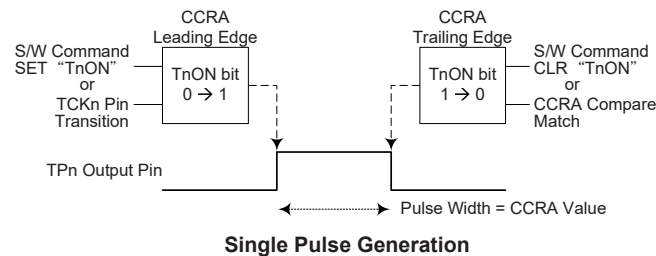 CCRA
Leading Edge
S/W Command
SET “TnON”
or
TCKn Pin
Transition
TnON bit
0 → 1
CCRA
Trailing Edge
TnON bit
1 → 0
S/W Command
CLR “TnON”
or
CCRA Compare
Match
TPn Output Pin
Pulse Width = CCRA Value
Single Pulse Generation